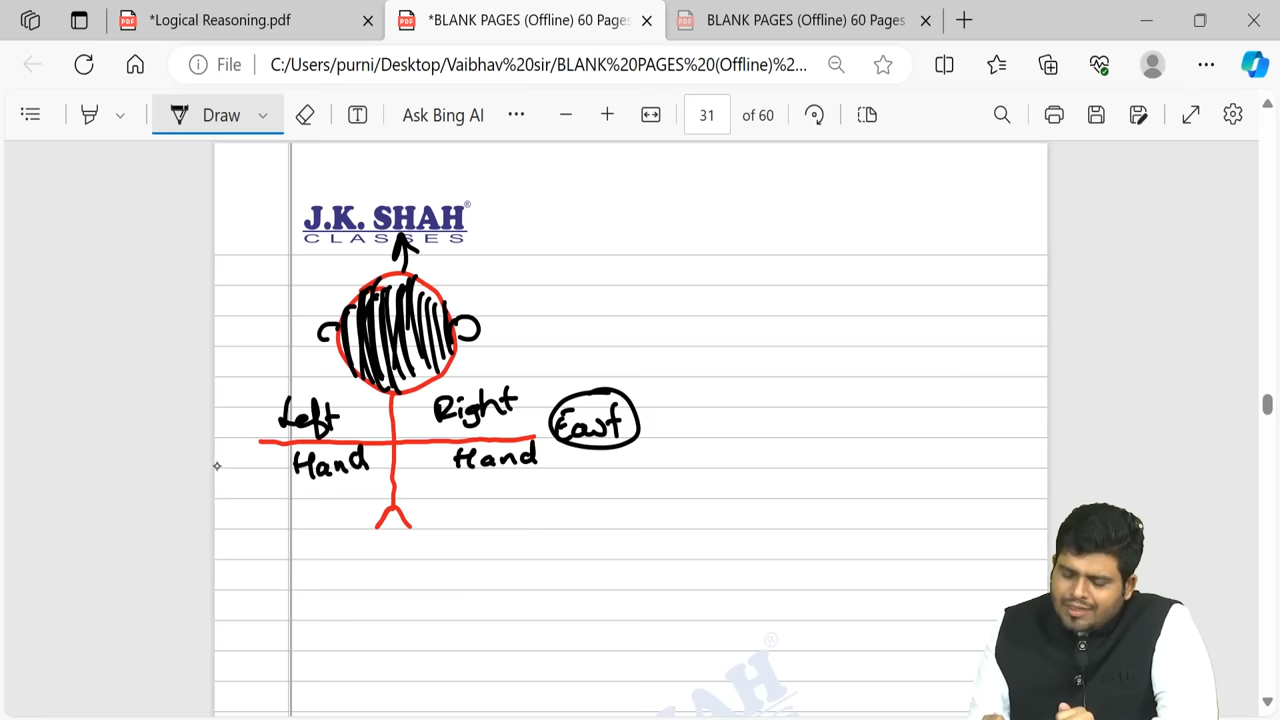 *Logical Reasoning.pdf
*BLANK PAGES (Offline) 60 Pages
BLANK PAGES (Offline) 60 Pages
File
C:/Users/purni/Desktop/Vaibhav%20sir/BLANK%20PAGES%20(Offline)%2...
Draw
Ask Bing AI
31
of 60
J.K. SHAH®
CLASSES
Left
Right
East
Hand
Hand
AH®